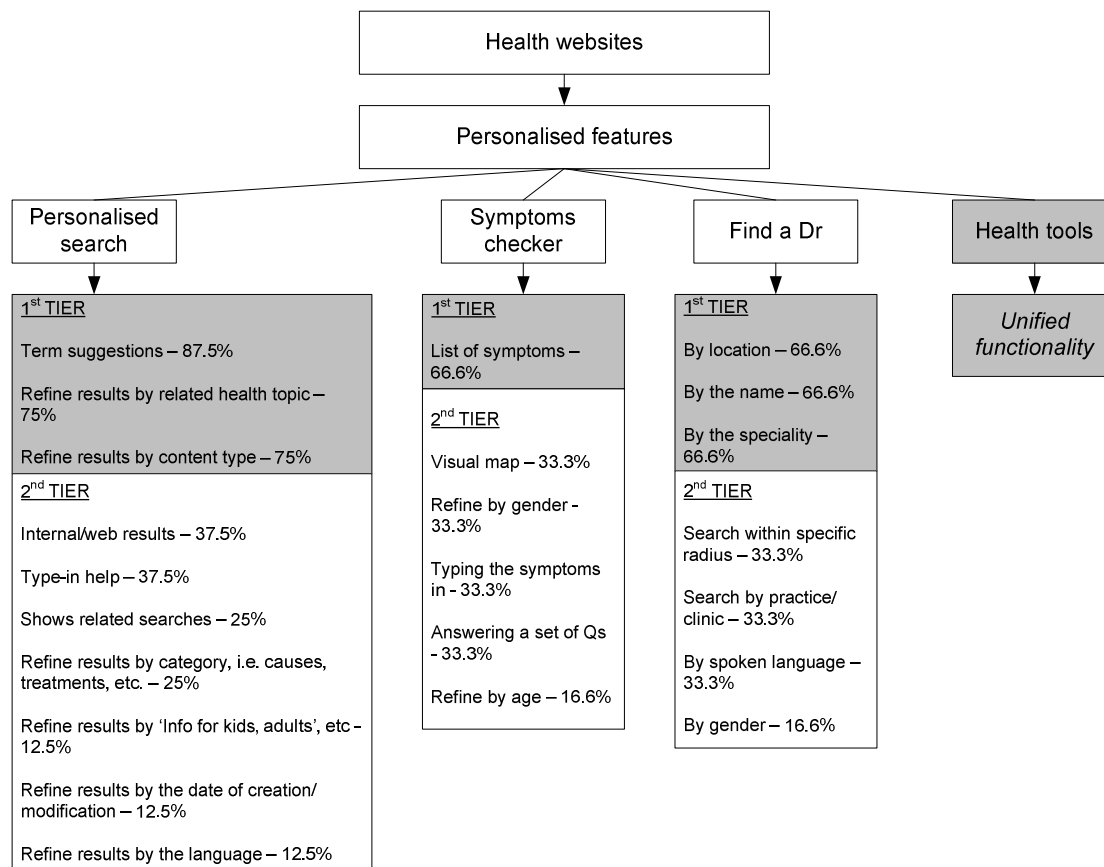 Health websites
Personalised features
Personalised
search
Symptoms
checker
Find a Dr
Health tools
1st TIER
Term suggestions – 87.5%
Refine results by related health topic –
75%
Refine results by content type – 75%
2nd TIER
Internal/web results – 37.5%
Type-in help – 37.5%
Shows related searches – 25%
Refine results by category, i.e. causes,
treatments, etc. – 25%
Refine results by ‘Info for kids, adults’, etc -
12.5%
Refine results by the date of creation/
modification – 12.5%
Refine results by the language – 12.5%
1st TIER
List of symptoms –
66.6%
2nd TIER
Visual map – 33.3%
Refine by gender -
33.3%
Typing the symptoms
in - 33.3%
Answering a set of Qs
- 33.3%
Refine by age – 16.6%
1st TIER
By location – 66.6%
By the name – 66.6%
By the speciality –
66.6%
2nd TIER
Search within specific
radius – 33.3%
Search by practice/
clinic – 33.3%
By spoken language –
33.3%
By gender – 16.6%
Unified
functionality